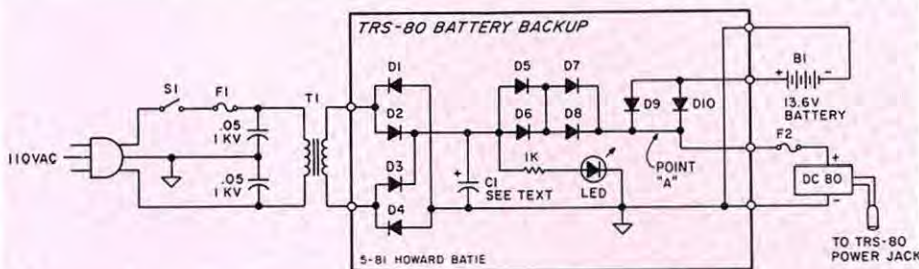 TRS-80 BATTERY BACKUP
110VAC
S1
F1
.05
1 KV
.05
1 KV
T1
D1
D2
D3
D4
C1
SEE TEXT
D5
D7
D6
D8
1K
LED
D9
D10
POINT
"A"
B1
+
-
13.6V
BATTERY
F2
+
DC 80
-
TO TRS-80
POWER JACK
5-81 HOWARD BATIE